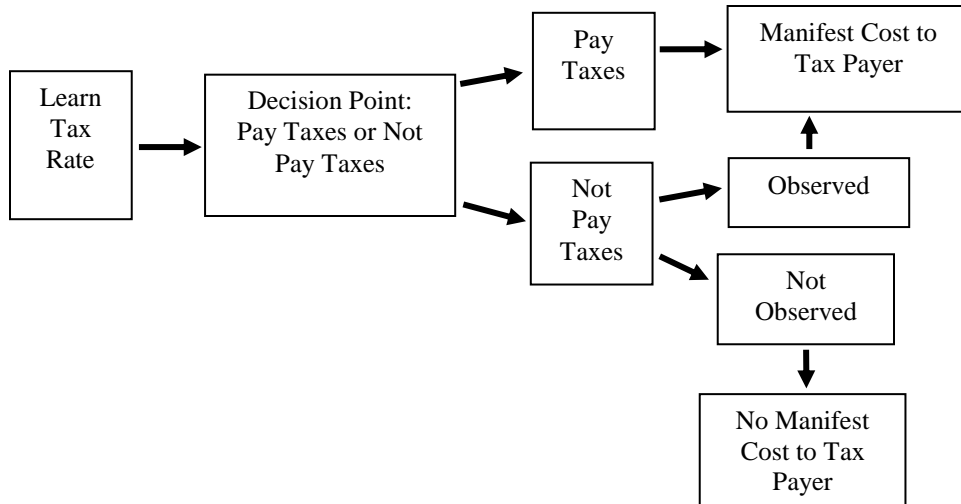 Learn
Tax
Rate
Decision Point:
Pay Taxes or Not
Pay Taxes
Pay
Taxes
Manifest Cost to
Tax Payer
Not
Pay
Taxes
Observed
Not
Observed
No Manifest
Cost to Tax
Payer